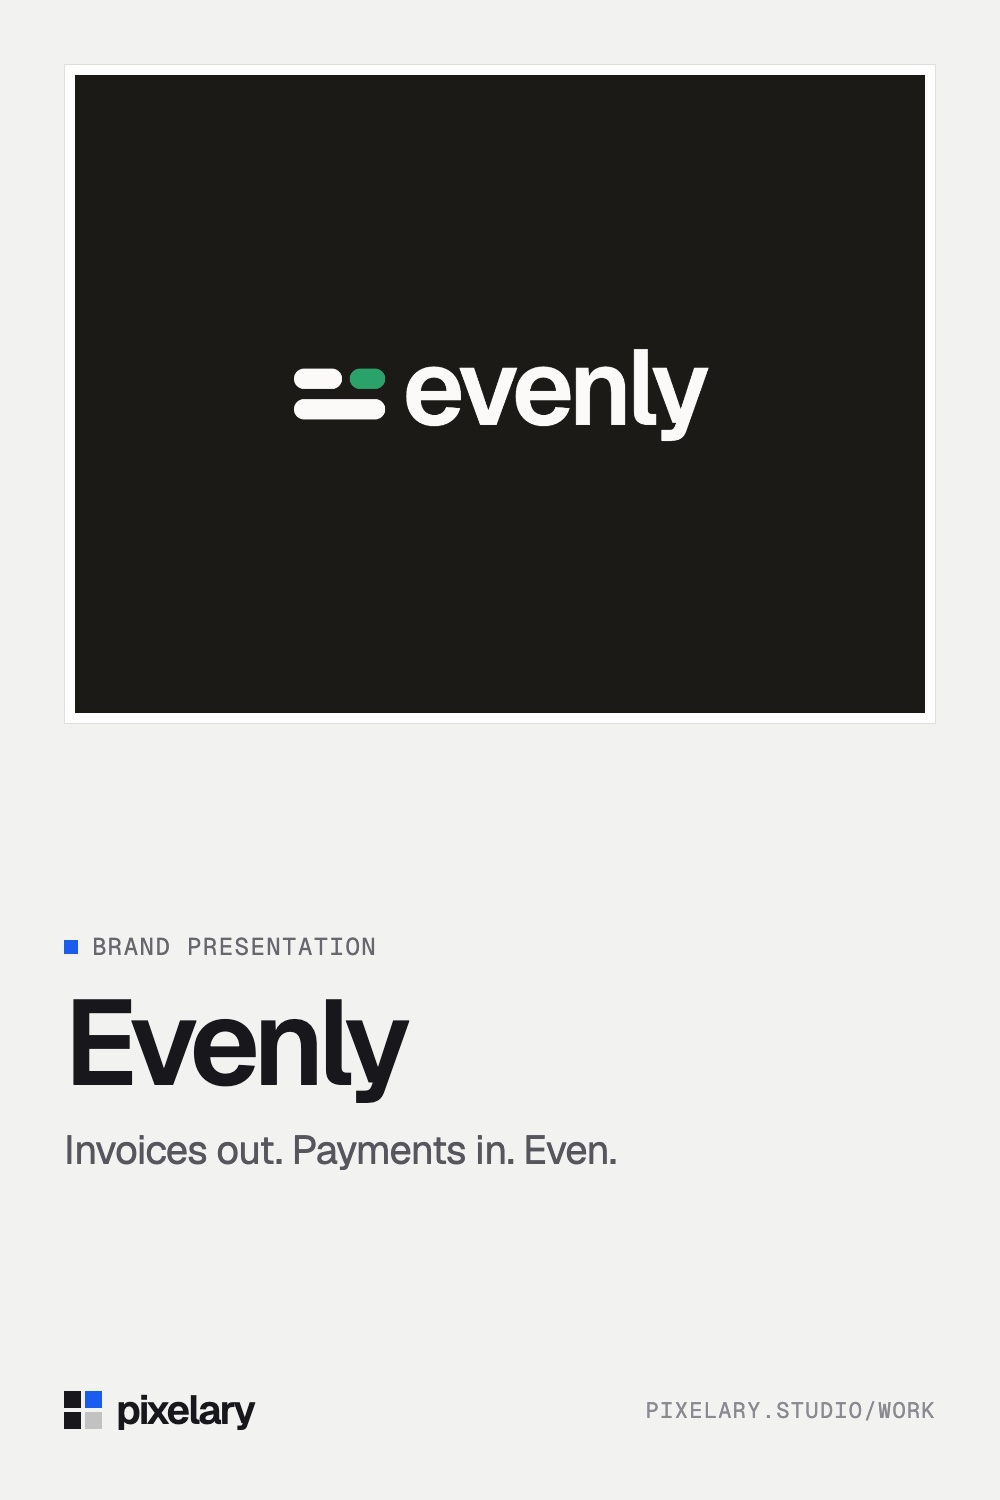 evenly
BRAND PRESENTATION
Evenly
Invoices out. Payments in. Even.
pixelary
PIXELARY.STUDIO/WORK